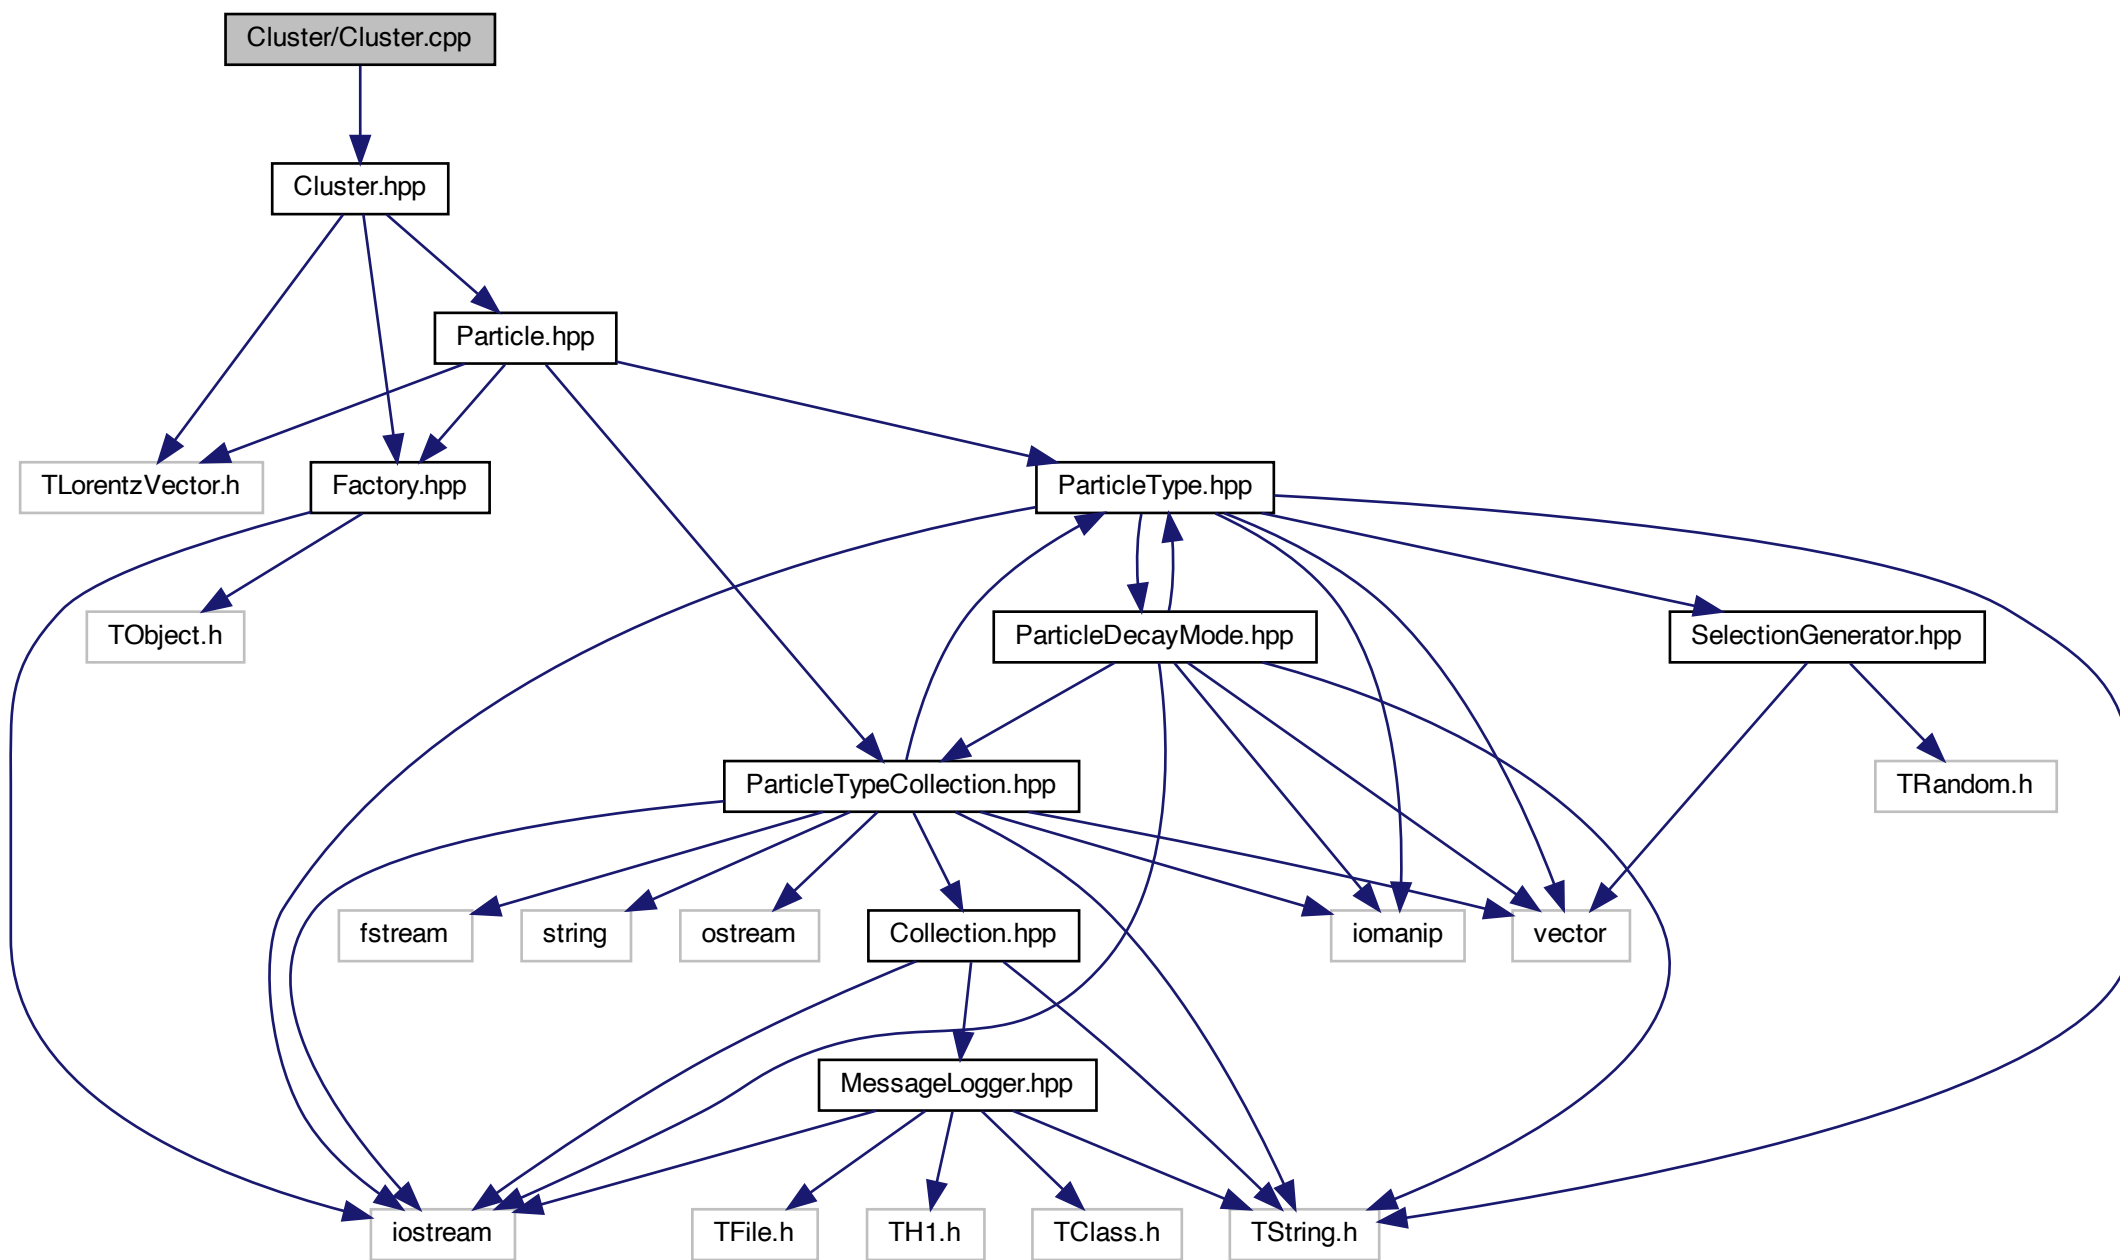 Cluster/Cluster.cpp
Cluster.hpp
Particle.hpp
TLorentzVector.h
Factory.hpp
ParticleType.hpp
TObject.h
ParticleDecayMode.hpp
SelectionGenerator.hpp
ParticleTypeCollection.hpp
TRandom.h
fstream
string
ostream
Collection.hpp
iomanip
vector
MessageLogger.hpp
iostream
TFile.h
TH1.h
TClass.h
TString.h